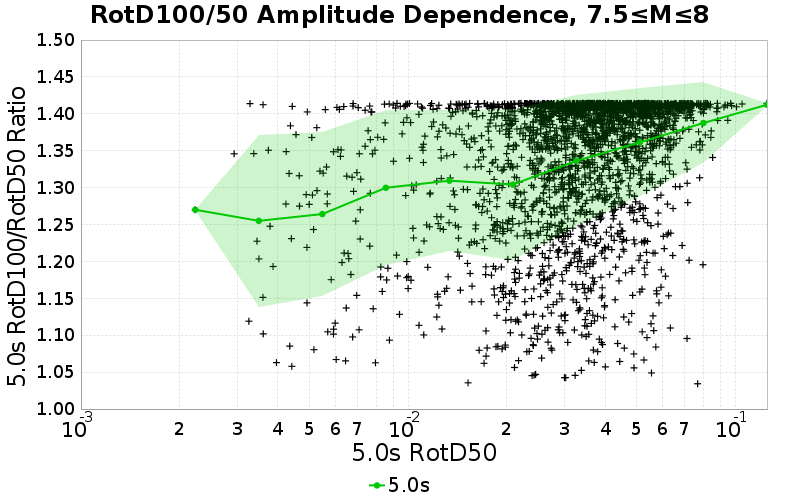 RotD100/50 Amplitude Dependence, 7.5≤M≤8
5.0s RotD100/RotD50 Ratio
1.50
1.45
1.40
1.35
1.30
1.25
1.20
1.15
1.10
1.05
1.00
10^-3 2 3 4 5 6 7 10^-2 2 3 4 5 6 7 10^-1
5.0s RotD50
5.0s